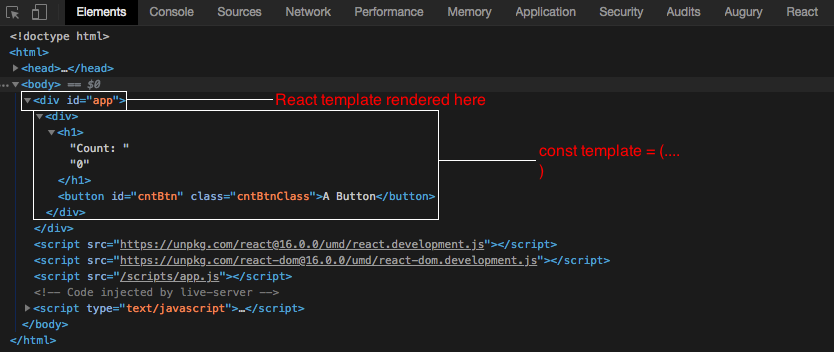 Elements Console Sources Network Performance Memory Application Security Audits Augury React
<!doctype html>
<html>
<head>…</head>
… <body> == $0
<div id="app"> React template rendered here
<div>
<h1>
"Count: "
"0"
const template = (....
)
</h1>
<button id="cntBtn" class="cntBtnClass">A Button</button>
</div>
</div>
<script src="https://unpkg.com/react@16.0.0/umd/react.development.js"></script>
<script src="https://unpkg.com/react-dom@16.0.0/umd/react-dom.development.js"></script>
<script src="/scripts/app.js"></script>
<!-- Code injected by live-server -->
<script type="text/javascript">…</script>
</body>
</html>